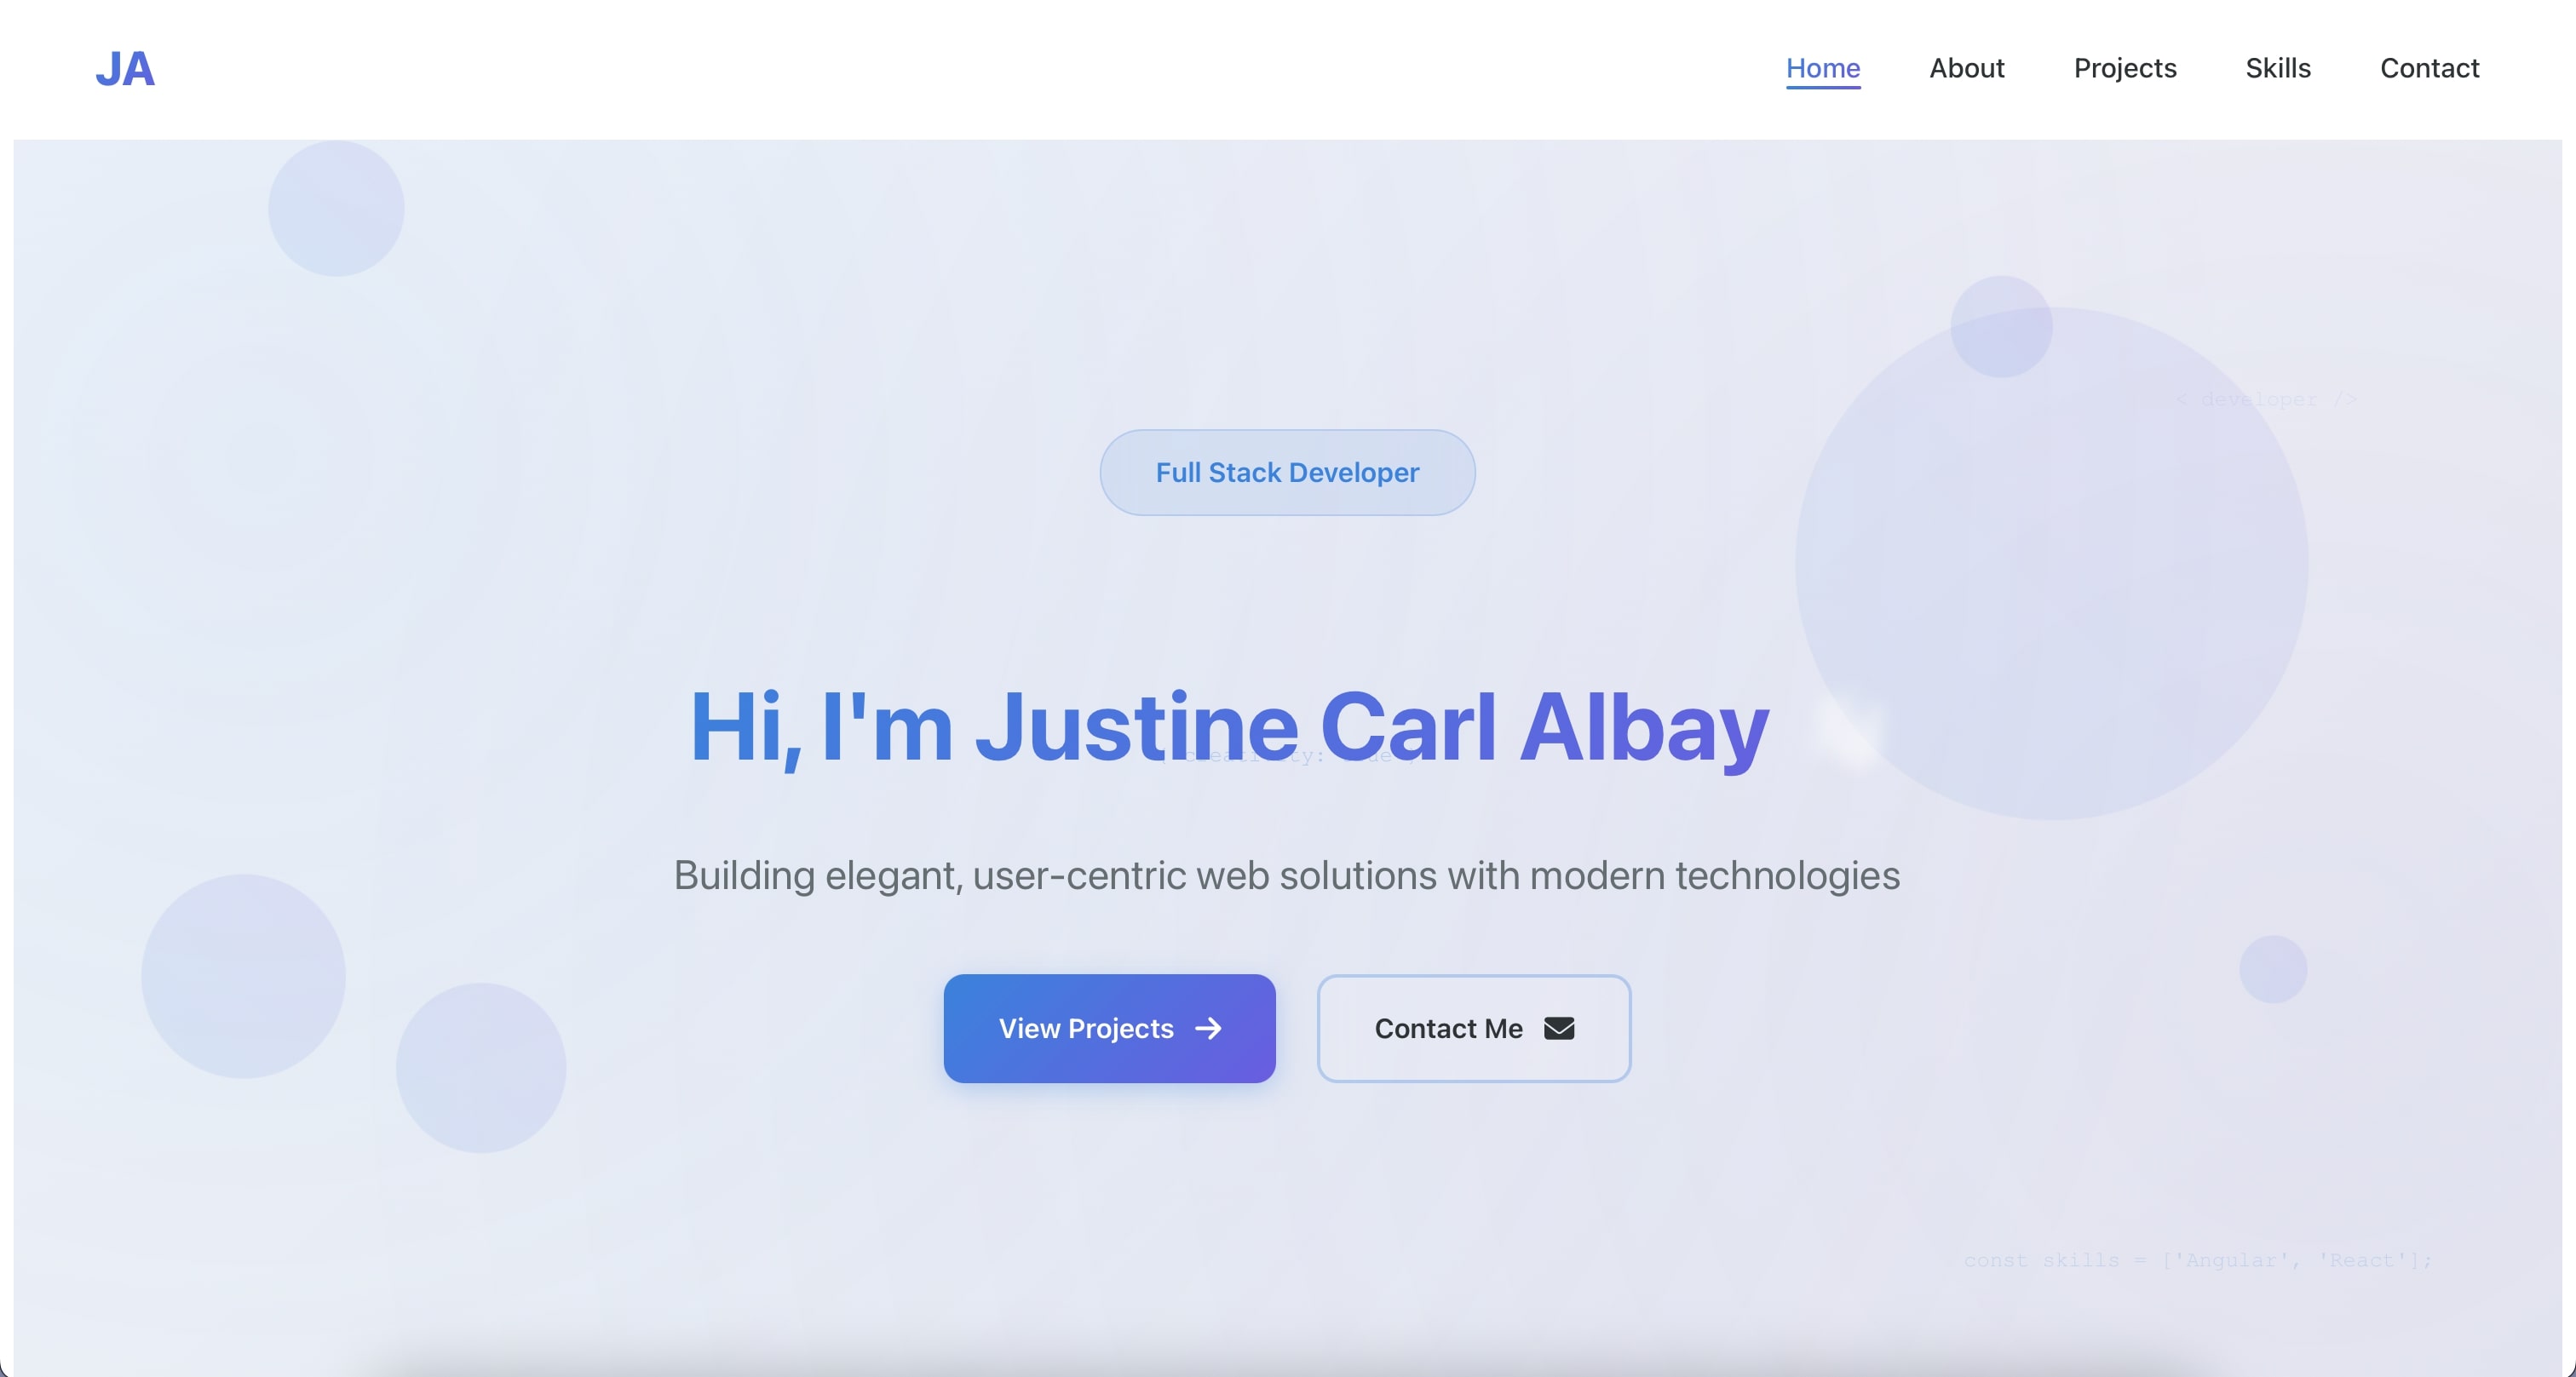 JA
Home About Projects Skills Contact
< developer />
Full Stack Developer
Hi, I'm Justine Carl Albay
Building elegant, user-centric web solutions with modern technologies
View Projects
Contact Me
const skills = ['Angular', 'React'];